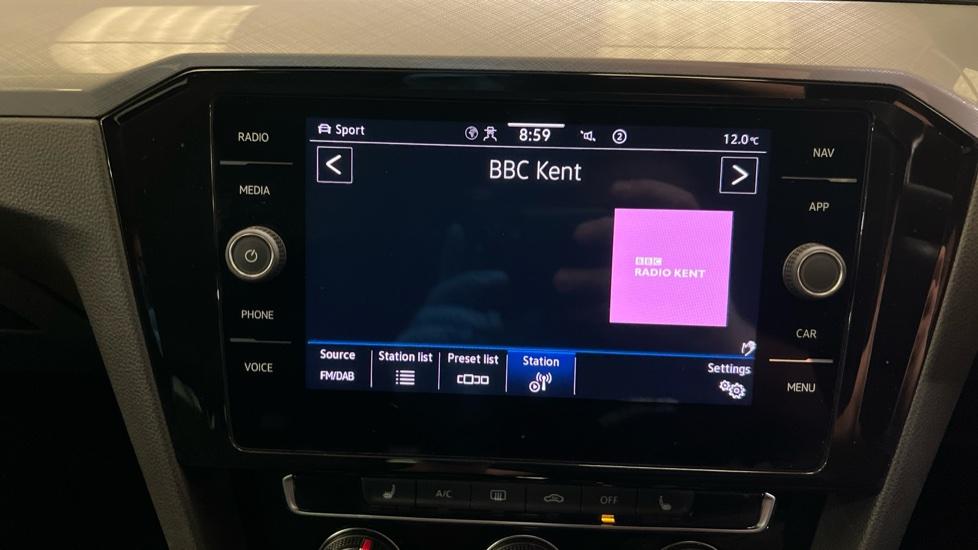 RADIO
MEDIA
PHONE
VOICE
Sport
8:59
2
12.0°C
<
BBC Kent
>
BBC
RADIO KENT
Source
FM/DAB
Station list
Preset list
Station
Settings
NAV
APP
CAR
MENU
A/C
OFF